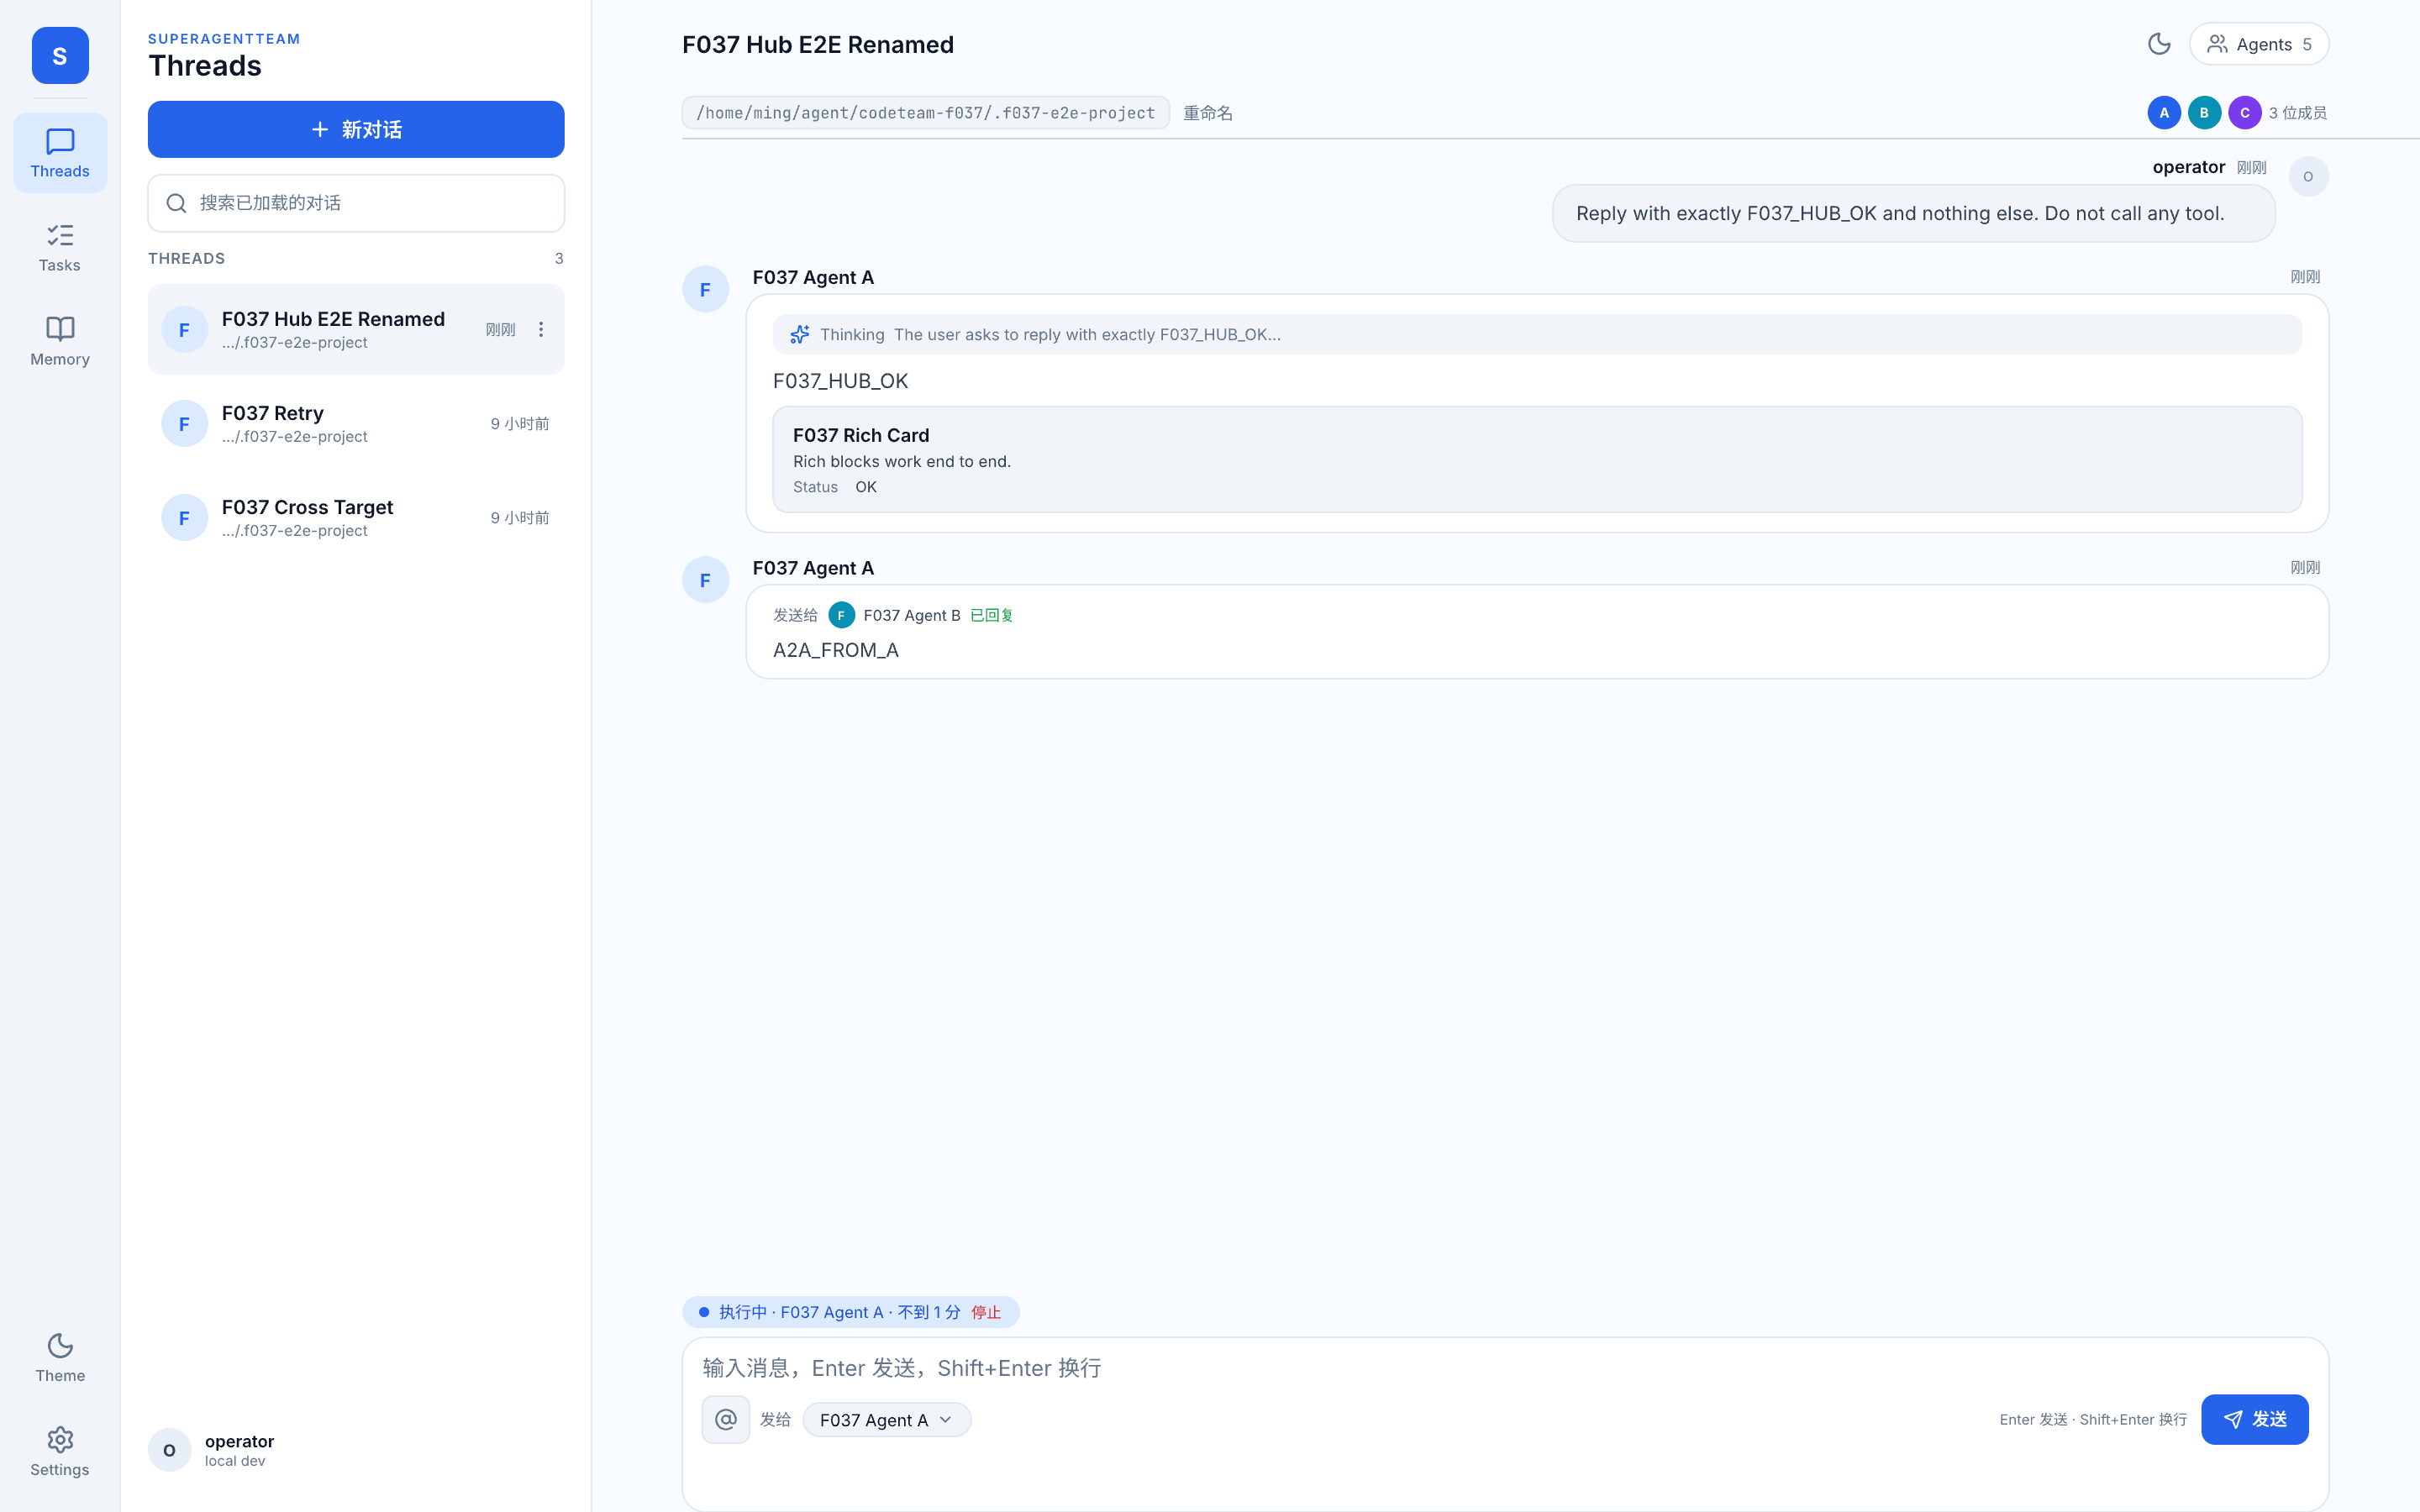 S
Threads
Tasks
Memory
Theme
Settings
SUPERAGENTTEAM
Threads
新对话
搜索已加载的对话
THREADS 3
F F037 Hub E2E Renamed 刚刚
.../.f037-e2e-project
F F037 Retry 9 小时前
.../.f037-e2e-project
F F037 Cross Target 9 小时前
.../.f037-e2e-project
O operator
local dev
F037 Hub E2E Renamed
Agents 5
/home/ming/agent/codeteam-f037/.f037-e2e-project 重命名
A B C 3 位成员
operator 刚刚 O
Reply with exactly F037_HUB_OK and nothing else. Do not call any tool.
F F037 Agent A 刚刚
Thinking The user asks to reply with exactly F037_HUB_OK...
F037_HUB_OK
F037 Rich Card
Rich blocks work end to end.
Status OK
F F037 Agent A 刚刚
发送给 F F037 Agent B 已回复
A2A_FROM_A
执行中 · F037 Agent A · 不到 1 分 停止
输入消息，Enter 发送，Shift+Enter 换行
@ 发给 F037 Agent A
Enter 发送 · Shift+Enter 换行 发送